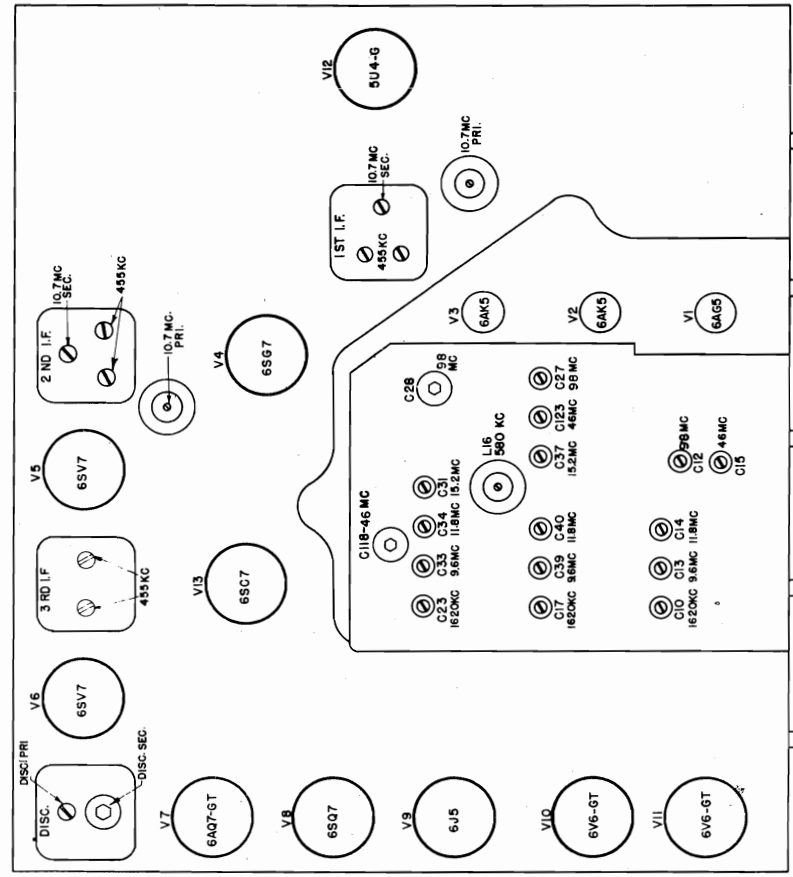 V12
5U4-G
10.7MC
PRI.
10.7MC
SEC.
1 ST I.F.
455KC
10.7MC
SEC.
455KC
2 ND I.F.
10.7MC.
PRI.
V4
6SG7
V3
6AK5
V2
6AK5
V1
6AG5
V5
6SV7
C28
98
MC
C27
98MC
C123
46MC
C37
15.2MC
L16
580 KC
98MC
C12
46MC
C15
C31
15.2MC
C34
11.8MC
C33
9.6MC
C23
1620KC
C118-46 MC
C40
11.8MC
C39
9.6MC
C17
1620KC
C14
11.8MC
C13
9.6MC
C10
1620KC
3 RD I.F
455KC
V13
6SC7
V6
6SV7
DISC. PRI
DISC. SEC.
DISC.
V7
6AQ7-GT
V8
6SQ7
V9
6J5
V10
6V6-GT
V11
6V6-GT